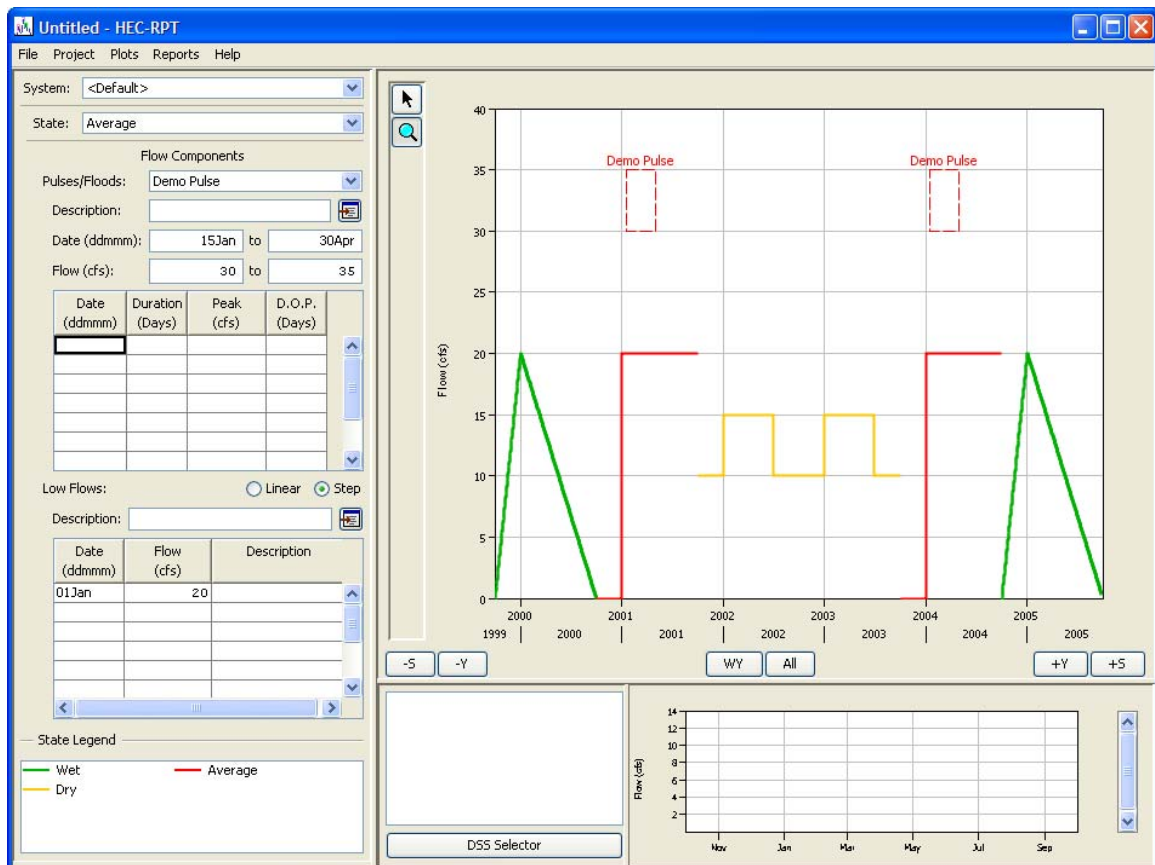 Untitled - HEC-RPT
File Project Plots Reports Help
System: <Default>
State: Average
Flow Components
Pulses/Floods: Demo Pulse
Description:
Date (ddmmm): 15Jan to 30Apr
Flow (cfs): 30 to 35
Date Duration Peak D.O.P.
(ddmmm) (Days) (cfs) (Days)
Low Flows: Linear Step
Description:
Date Flow Description
(ddmmm) (cfs)
01Jan 20
State Legend
Wet Average
Dry
40
Demo Pulse Demo Pulse
35
30
25
20
15
10
5
0
Flow (cfs)
2000 2001 2002 2003 2004 2005
1999 | 2000 | 2001 | 2002 | 2003 | 2004 | 2005
-S -Y WY All +Y +S
DSS Selector
14
12
10
8
6
4
2
Flow (cfs)
Nov Jan Mar May Jul Sep